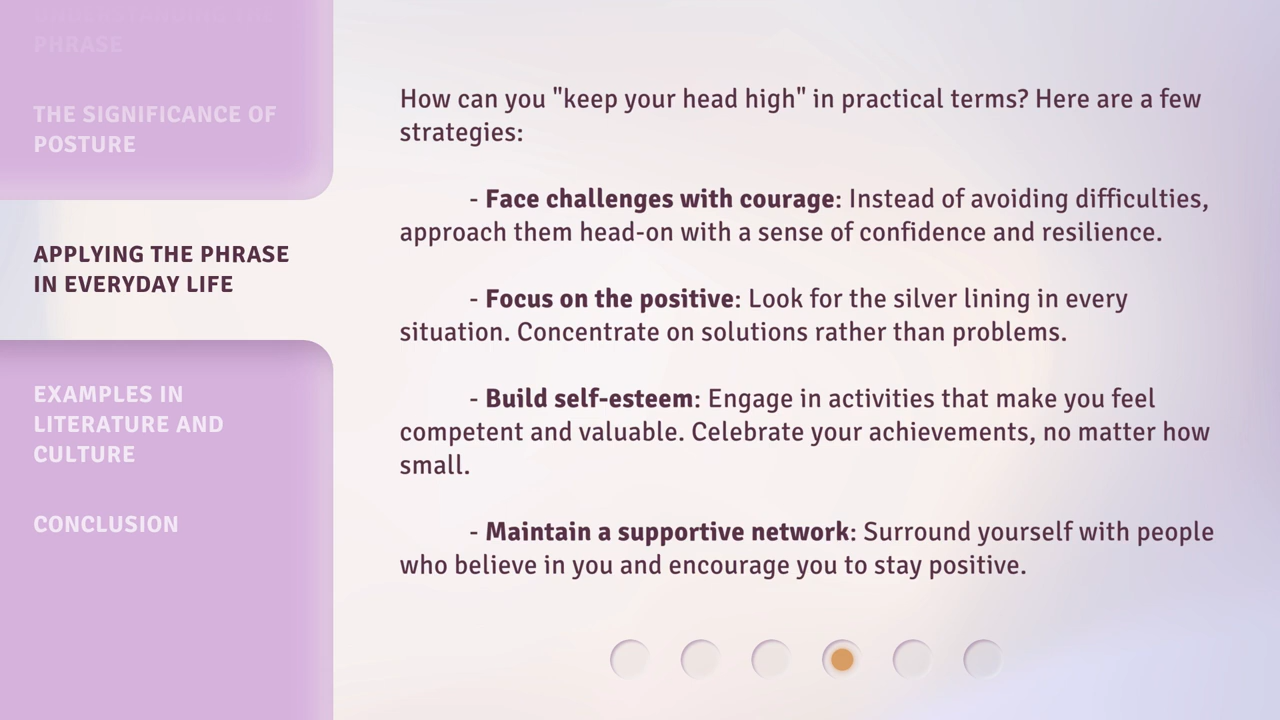 UNDERSTANDING THE
PHRASE
THE SIGNIFICANCE OF
POSTURE
APPLYING THE PHRASE
IN EVERYDAY LIFE
EXAMPLES IN
LITERATURE AND
CULTURE
CONCLUSION
How can you "keep your head high" in practical terms? Here are a few
strategies:
- Face challenges with courage: Instead of avoiding difficulties,
approach them head-on with a sense of confidence and resilience.
- Focus on the positive: Look for the silver lining in every
situation. Concentrate on solutions rather than problems.
- Build self-esteem: Engage in activities that make you feel
competent and valuable. Celebrate your achievements, no matter how
small.
- Maintain a supportive network: Surround yourself with people
who believe in you and encourage you to stay positive.